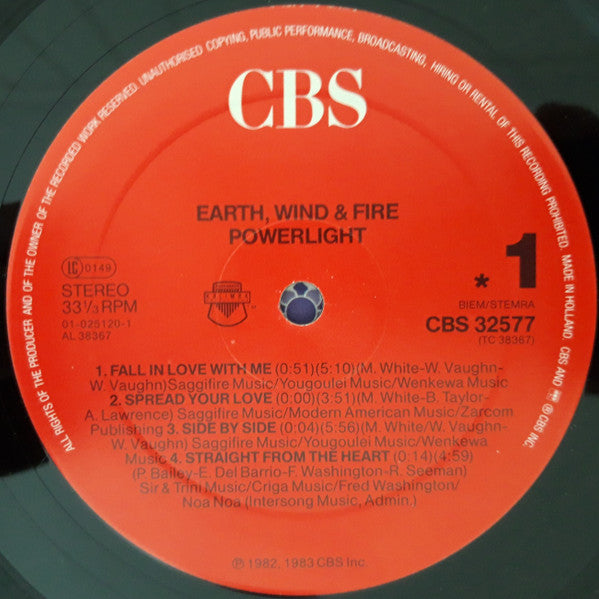 ALL RIGHTS OF THE PRODUCER AND OF THE OWNER OF THE RECORDED WORK RESERVED. UNAUTHORISED COPYING, PUBLIC PERFORMANCE, BROADCASTING, HIRING OR RENTAL OF THIS RECORDING PROHIBITED. MADE IN HOLLAND. CBS AND ® © CBS INC.
CBS
EARTH, WIND & FIRE
POWERLIGHT
LC 0149
STEREO
33⅓ RPM
01-025120-1
AL 38367
KALIMBA
* 1
BIEM/STEMRA
CBS 32577
(TC 38367)
1. FALL IN LOVE WITH ME (0:51)(5:10)(M. White-W. Vaughn-
W. Vaughn)Saggifire Music/Yougoulei Music/Wenkewa Music
2. SPREAD YOUR LOVE (0:00)(3:51)(M. White-B. Taylor-
A. Lawrence) Saggifire Music/Modern American Music/Zarcom
Publishing 3. SIDE BY SIDE (0:04)(5:56)(M. White/W. Vaughn-
W. Vaughn) Saggifire Music/Yougoulei Music/Wenkewa
Music 4. STRAIGHT FROM THE HEART (0:14)(4:59)
(P. Bailey-E. Del Barrio-F. Washington-R. Seeman)
Sir & Trini Music/Criga Music/Fred Washington/
Noa Noa (Intersong Music, Admin.)
℗ 1982, 1983 CBS Inc.